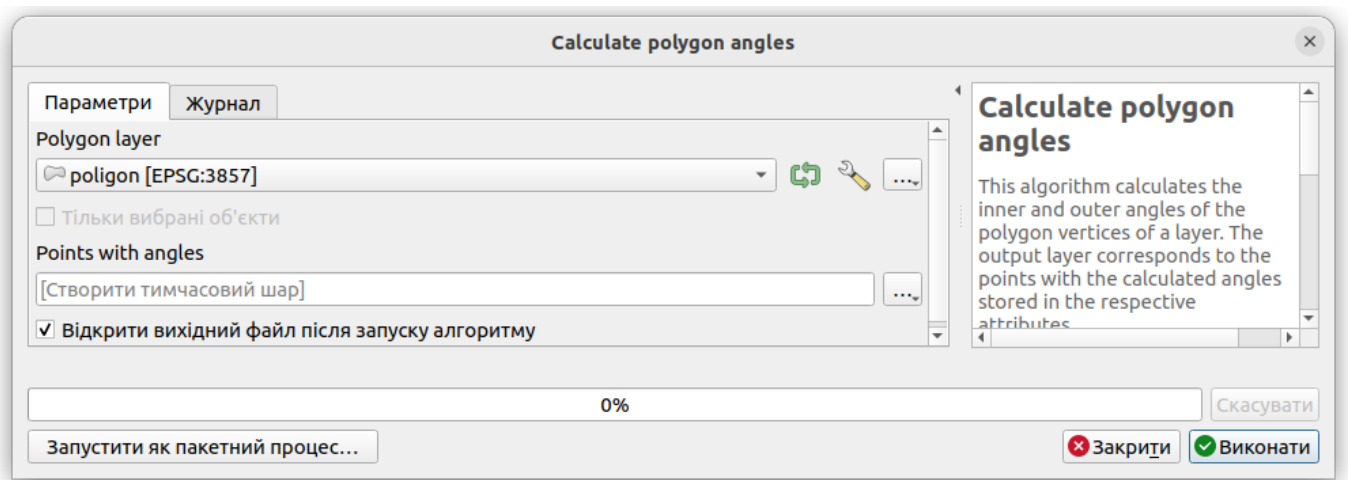 Calculate polygon angles
Параметри
Журнал
Polygon layer
poligon [EPSG:3857]
…
Тільки вибрані об'єкти
Points with angles
[Створити тимчасовий шар]
…
Відкрити вихідний файл після запуску алгоритму
Calculate polygon
angles
This algorithm calculates the
inner and outer angles of the
polygon vertices of a layer. The
output layer corresponds to the
points with the calculated angles
stored in the respective
attributes
0%
Скасувати
Запустити як пакетний процес…
Закрити
Виконати